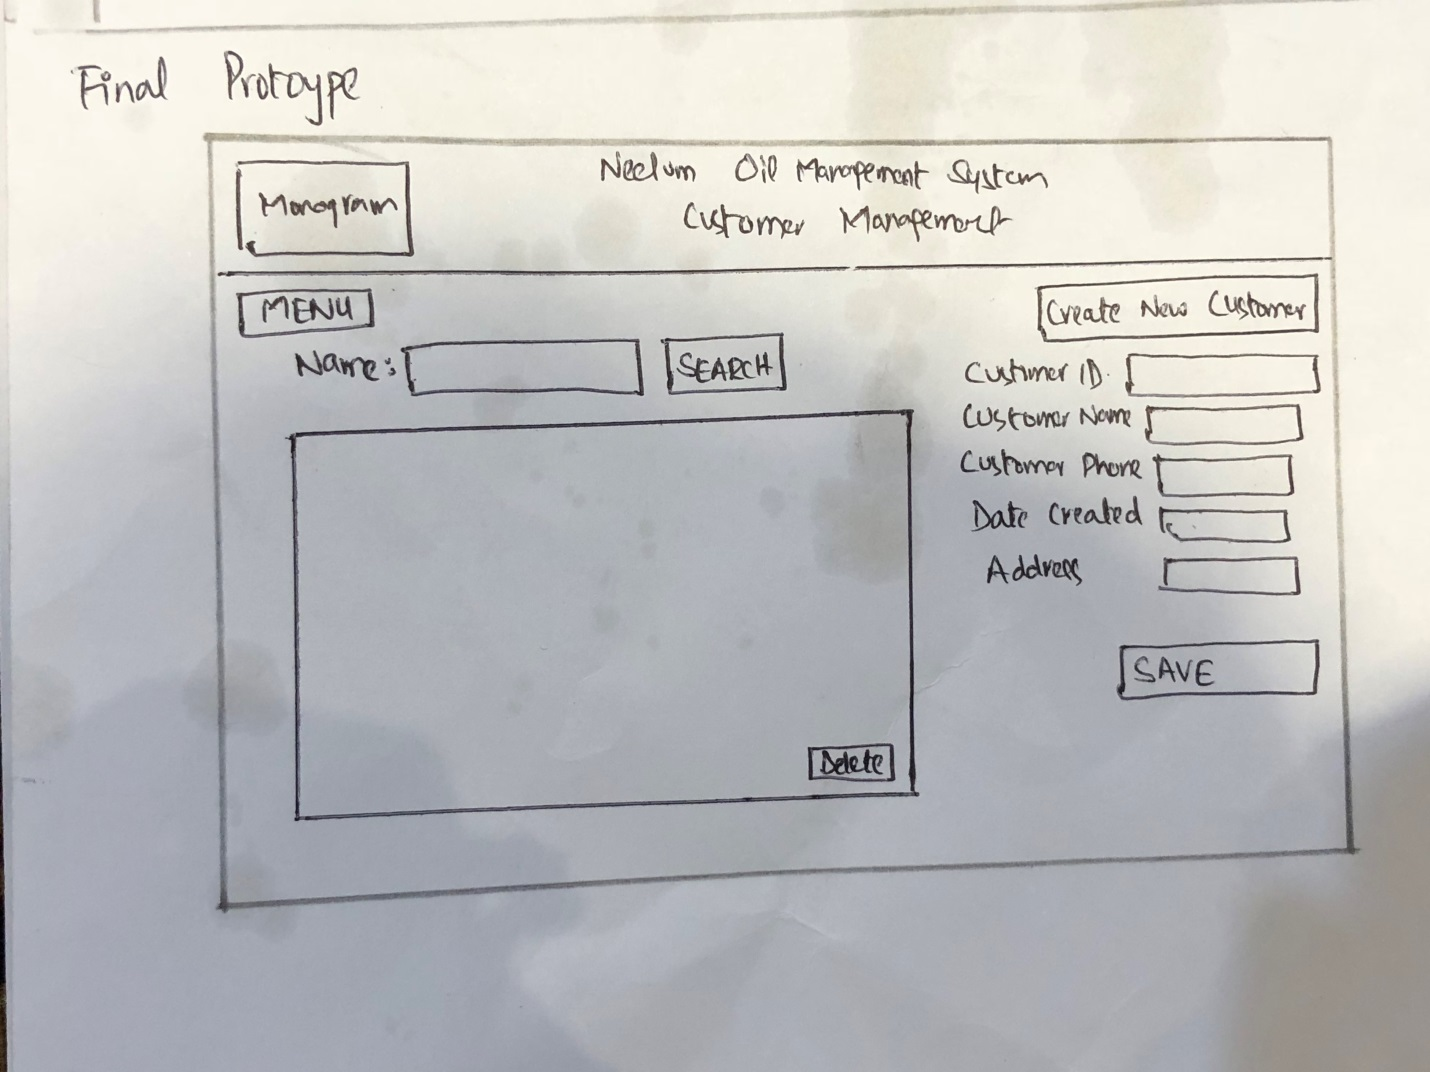 Final Protoype
Monogram
Neelum Oil Management System
Customer Management
MENU
Create New Customer
Name:
SEARCH
Custumer ID.
Customer Name
Customer Phone
Date Created
Address
SAVE
Delete